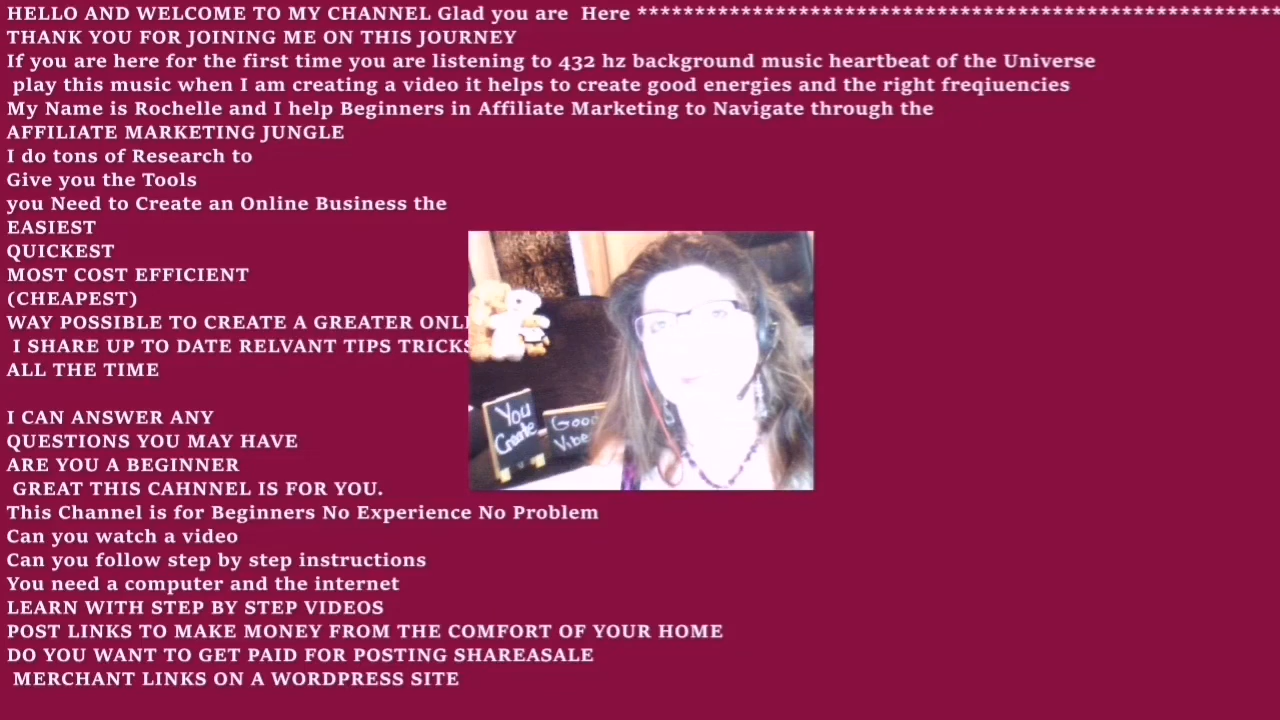 HELLO AND WELCOME TO MY CHANNEL Glad you are  Here ********************************************************
THANK YOU FOR JOINING ME ON THIS JOURNEY
If you are here for the first time you are listening to 432 hz background music heartbeat of the Universe
play this music when I am creating a video it helps to create good energies and the right freqiuencies
My Name is Rochelle and I help Beginners in Affiliate Marketing to Navigate through the
AFFILIATE MARKETING JUNGLE
I do tons of Research to
Give you the Tools
you Need to Create an Online Business the
EASIEST
QUICKEST
MOST COST EFFICIENT
(CHEAPEST)
WAY POSSIBLE TO CREATE A GREATER
I SHARE UP TO DATE RELVANT TIPS TRICKS
ALL THE TIME
You
Create
Good
Vibe
I CAN ANSWER ANY
QUESTIONS YOU MAY HAVE
ARE YOU A BEGINNER
GREAT THIS CAHNNEL IS FOR YOU.
This Channel is for Beginners No Experience No Problem
Can you watch a video
Can you follow step by step instructions
You need a computer and the internet
LEARN WITH STEP BY STEP VIDEOS
POST LINKS TO MAKE MONEY FROM THE COMFORT OF YOUR HOME
DO YOU WANT TO GET PAID FOR POSTING SHAREASALE
MERCHANT LINKS ON A WORDPRESS SITE